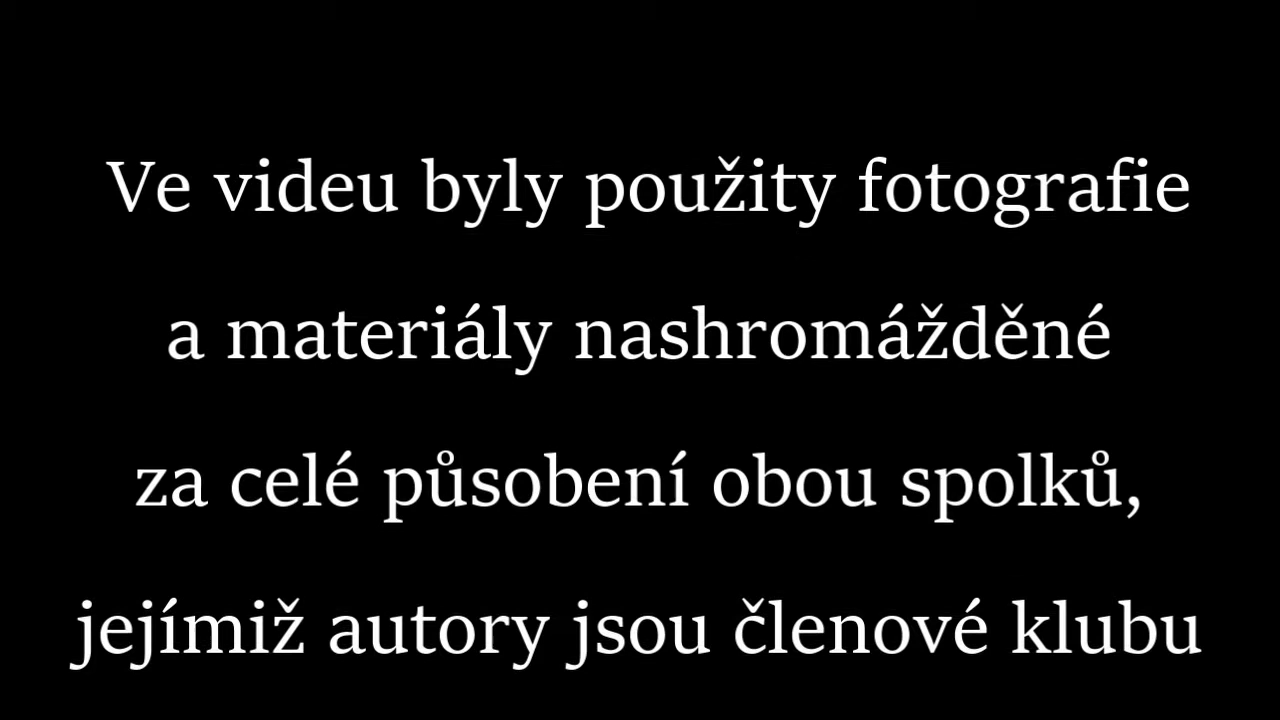 Ve videu byly použity fotografie
a materiály nashromážděné
za celé působení obou spolků,
jejímiž autory jsou členové klubu